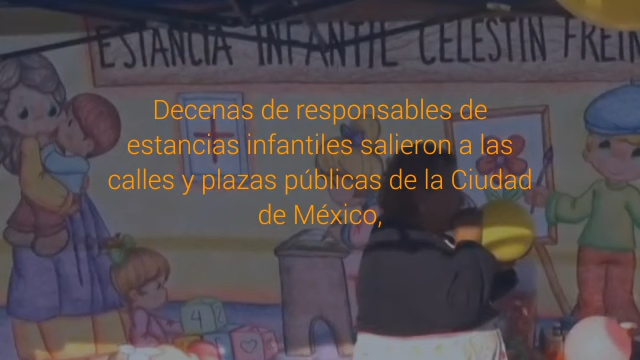 ESTANCIA INFANTIL CELESTIN FREIN
Decenas de responsables de
estancias infantiles salieron a las
calles y plazas públicas de la Ciudad
de México,
4